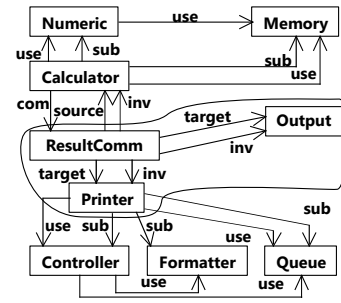 Numeric use Memory
use sub
Calculator sub
use
com source inv
target Output
ResultComm inv
target inv
Printer sub
use sub sub use
Controller Formatter Queue
use use